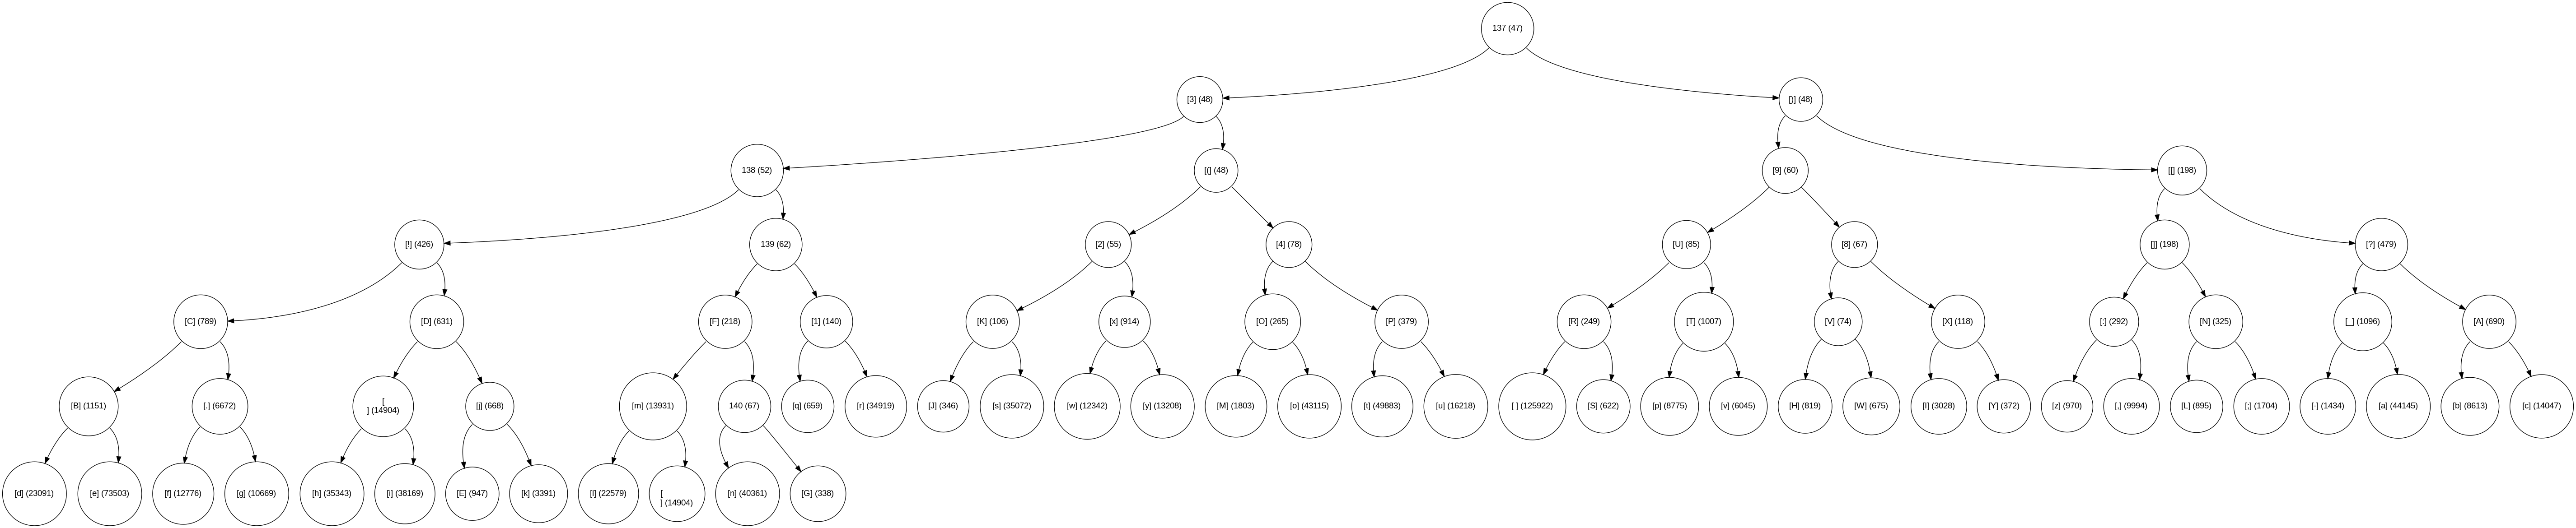 137 (47)
[3] (48)
[)] (48)
138 (52)
[(] (48)
[9] (60)
[[] (198)
[!] (426)
139 (62)
[2] (55)
[4] (78)
[U] (85)
[8] (67)
[]] (198)
[?] (479)
[C] (789)
[D] (631)
[F] (218)
[1] (140)
[K] (106)
[x] (914)
[O] (265)
[P] (379)
[R] (249)
[T] (1007)
[V] (74)
[X] (118)
[:] (292)
[N] (325)
[_] (1096)
[A] (690)
[B] (1151)
[.] (6672)
[
] (14904)
[j] (668)
[m] (13931)
140 (67)
[q] (659)
[r] (34919)
[J] (346)
[s] (35072)
[w] (12342)
[y] (13208)
[M] (1803)
[o] (43115)
[t] (49883)
[u] (16218)
[ ] (125922)
[S] (622)
[p] (8775)
[v] (6045)
[H] (819)
[W] (675)
[I] (3028)
[Y] (372)
[z] (970)
[,] (9994)
[L] (895)
[;] (1704)
[-] (1434)
[a] (44145)
[b] (8613)
[c] (14047)
[d] (23091)
[e] (73503)
[f] (12776)
[g] (10669)
[h] (35343)
[i] (38169)
[E] (947)
[k] (3391)
[l] (22579)
[
] (14904)
[n] (40361)
[G] (338)